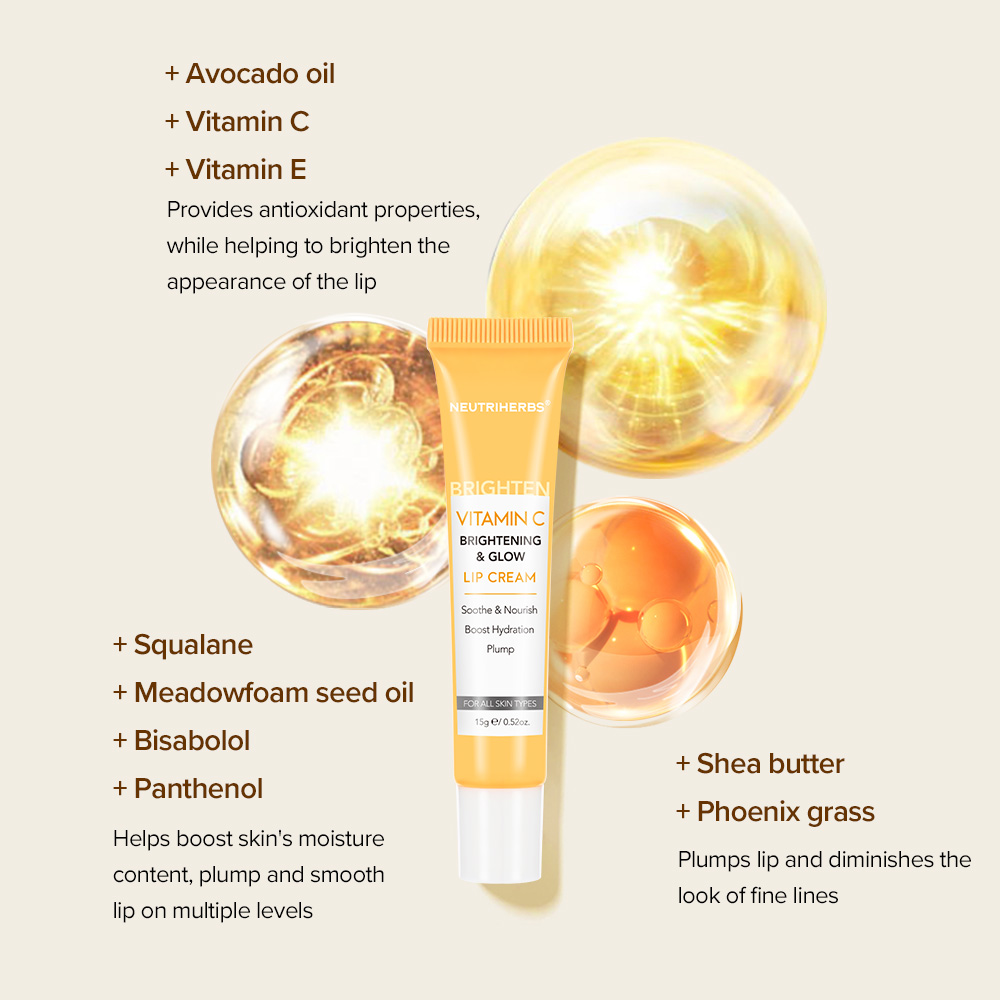 + Avocado oil
+ Vitamin C
+ Vitamin E
Provides antioxidant properties,
while helping to brighten the
appearance of the lip
NEUTRIHERBS®
BRIGHTEN
VITAMIN C
BRIGHTENING
& GLOW
LIP CREAM
Soothe & Nourish
Boost Hydration
Plump
FOR ALL SKIN TYPES
15g ℮/ 0.52oz.
+ Squalane
+ Meadowfoam seed oil
+ Bisabolol
+ Panthenol
Helps boost skin's moisture
content, plump and smooth
lip on multiple levels
+ Shea butter
+ Phoenix grass
Plumps lip and diminishes the
look of fine lines